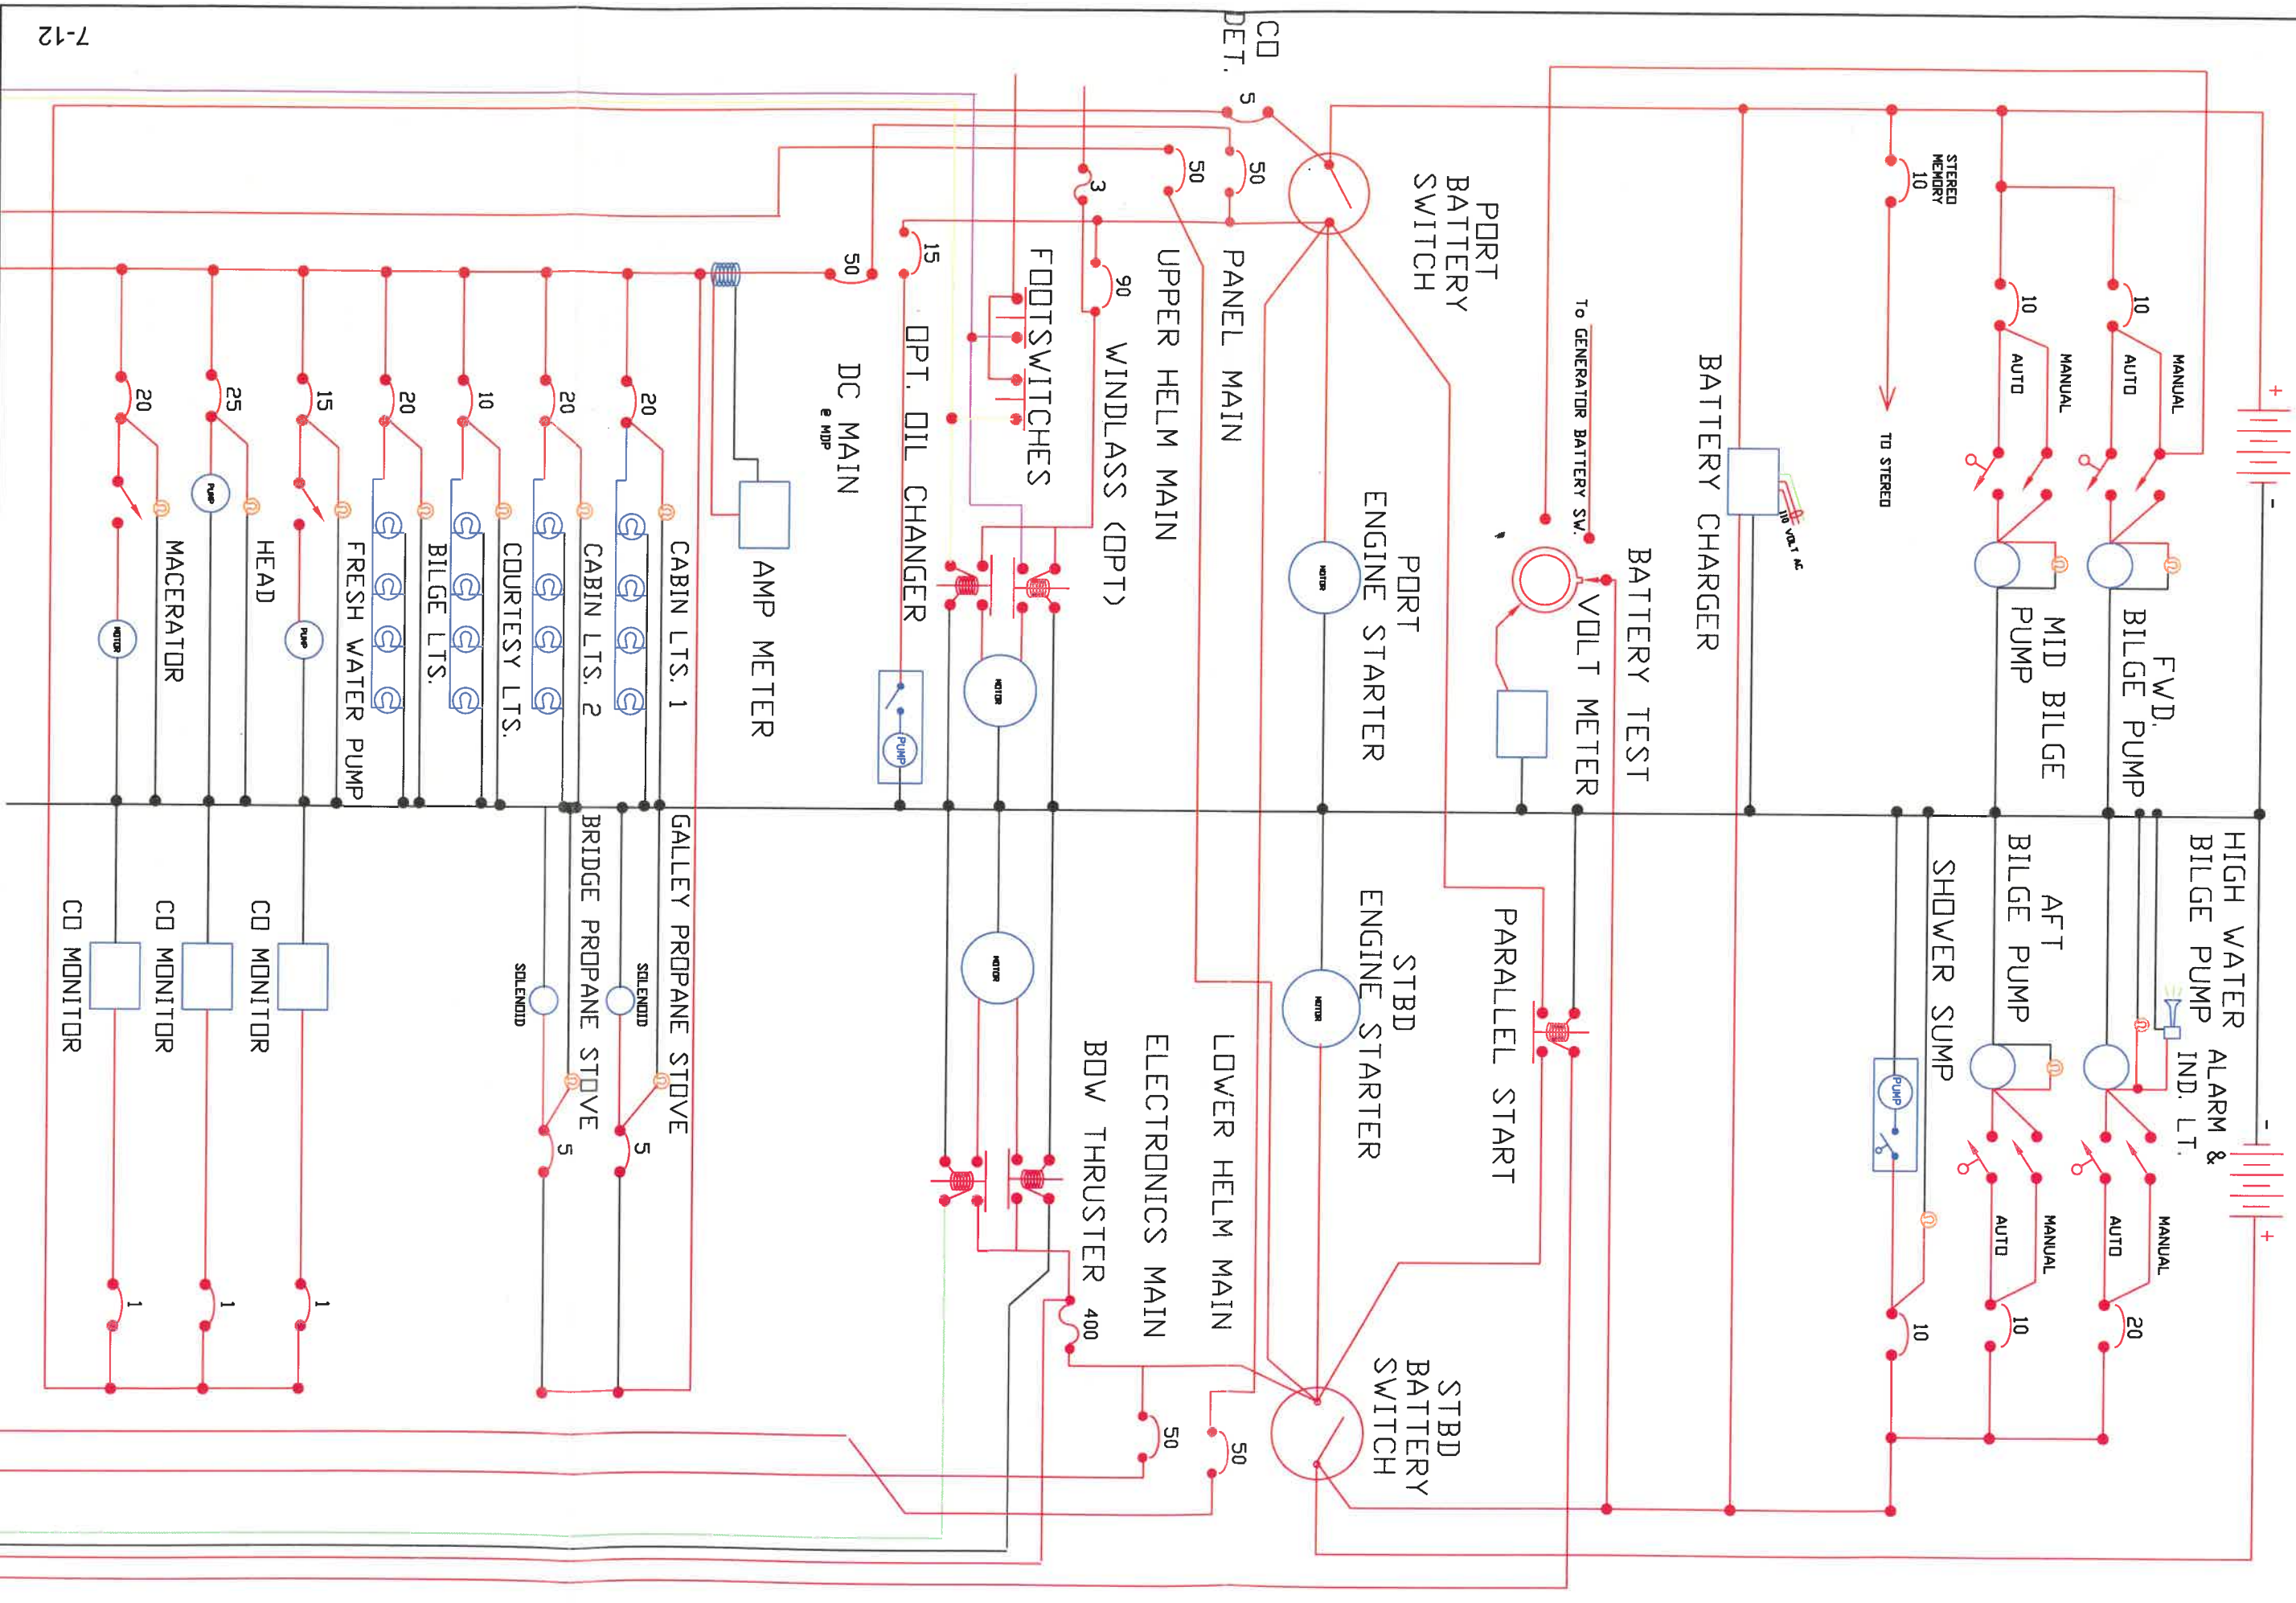 7-12
CO
DET.
5
PORT
BATTERY
SWITCH
STEREO
MEMORY
10
TO STEREO
10
MANUAL
AUTO
10
MANUAL
AUTO
+
-
FWD.
BILGE PUMP
MID BILGE
PUMP
BATTERY CHARGER
110 VOLT AC
To GENERATOR BATTERY SW.
BATTERY TEST
VOLT METER
PORT
ENGINE STARTER
MOTOR
50
PANEL MAIN
50
UPPER HELM MAIN
3
90
WINDLASS (OPT)
FOOTSWITCHES
MOTOR
15
OPT. OIL CHANGER
PUMP
50
DC MAIN
@ MDP
AMP METER
20
CABIN LTS. 1
20
CABIN LTS. 2
10
COURTESY LTS.
20
BILGE LTS.
15
FRESH WATER PUMP
PUMP
25
HEAD
PUMP
20
MACERATOR
MOTOR
HIGH WATER ALARM &
BILGE PUMP IND. LT.
-
+
20
MANUAL
AUTO
AFT
BILGE PUMP
10
MANUAL
AUTO
SHOWER SUMP
PUMP
10
PARALLEL START
STBD
ENGINE STARTER
MOTOR
STBD
BATTERY
SWITCH
LOWER HELM MAIN
50
ELECTRONICS MAIN
50
BOW THRUSTER
400
MOTOR
GALLEY PROPANE STOVE
SOLENOID
5
BRIDGE PROPANE STOVE
SOLENOID
5
CO MONITOR
1
CO MONITOR
1
CO MONITOR
1